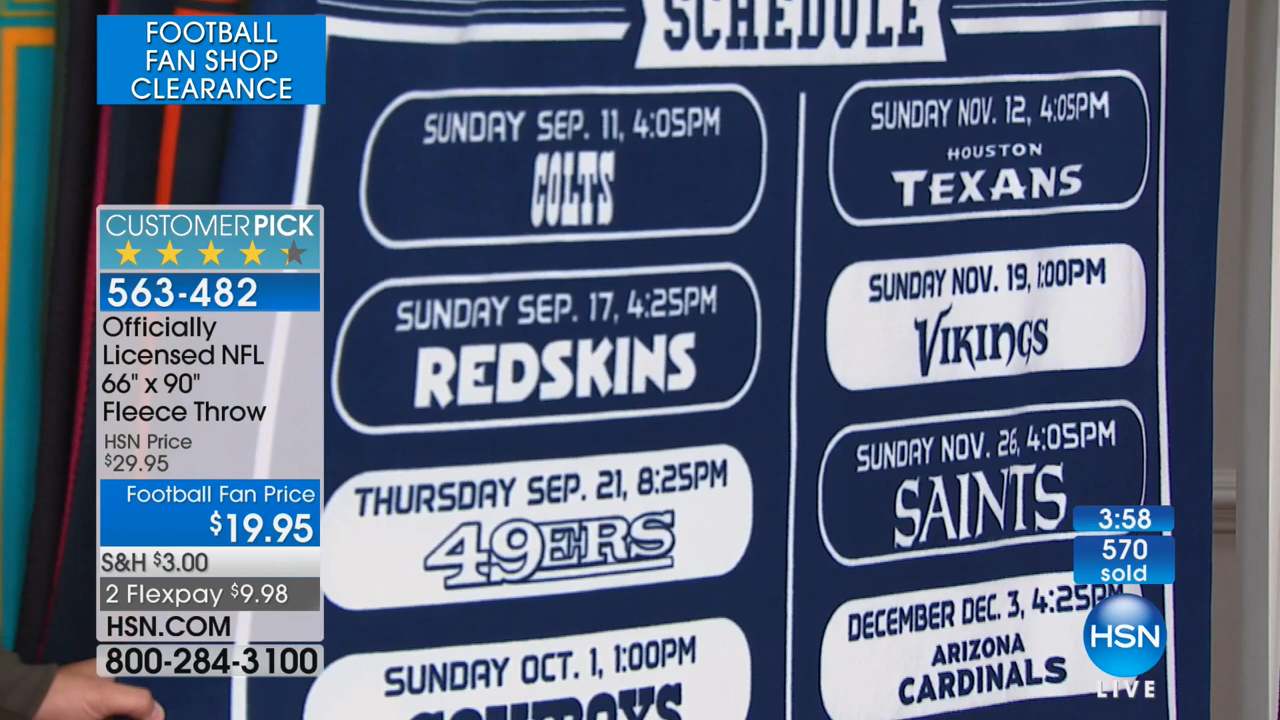 FOOTBALL
FAN SHOP
CLEARANCE
CUSTOMER PICK
563-482
Officially
Licensed NFL
66" x 90"
Fleece Throw
HSN Price
$29.95
Football Fan Price
$19.95
S&H $3.00
2 Flexpay $9.98
HSN.COM
800-284-3100
SCHEDULE
SUNDAY SEP. 11, 4:05PM
COLTS
SUNDAY SEP. 17, 4:25PM
REDSKINS
THURSDAY SEP. 21, 8:25PM
49ERS
SUNDAY OCT. 1, 1:00PM
COWBOYS
SUNDAY NOV. 12, 4:05PM
HOUSTON
TEXANS
SUNDAY NOV. 19, 1:00PM
VIKINGS
SUNDAY NOV. 26, 4:05PM
SAINTS
DECEMBER DEC. 3, 4:25PM
ARIZONA
CARDINALS
3:58
570
sold
HSN
LIVE